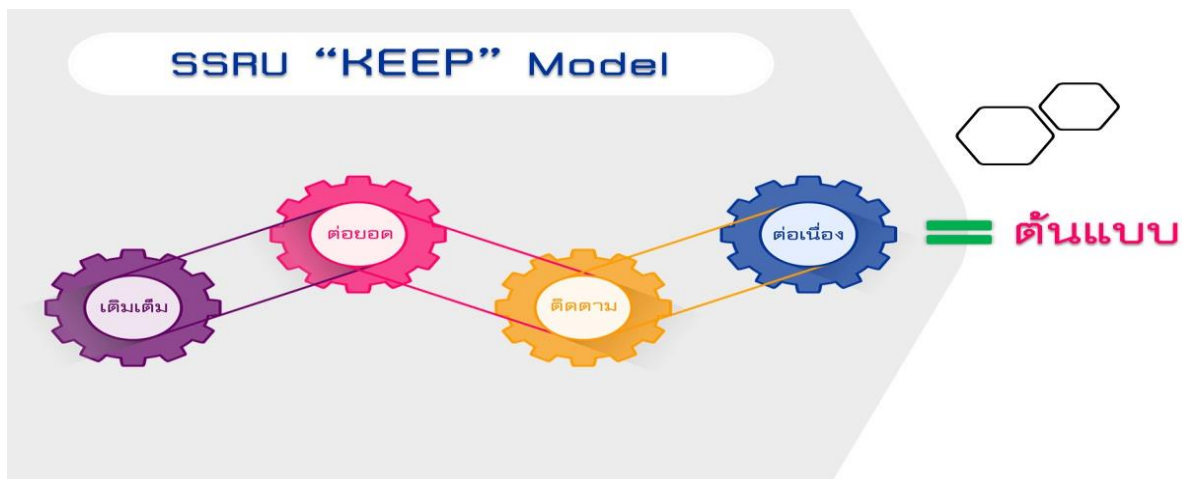 SSRU “KEEP” Model
เติมเต็ม
ต่อยอด
ติดตาม
ต่อเนื่อง
= ต้นแบบ